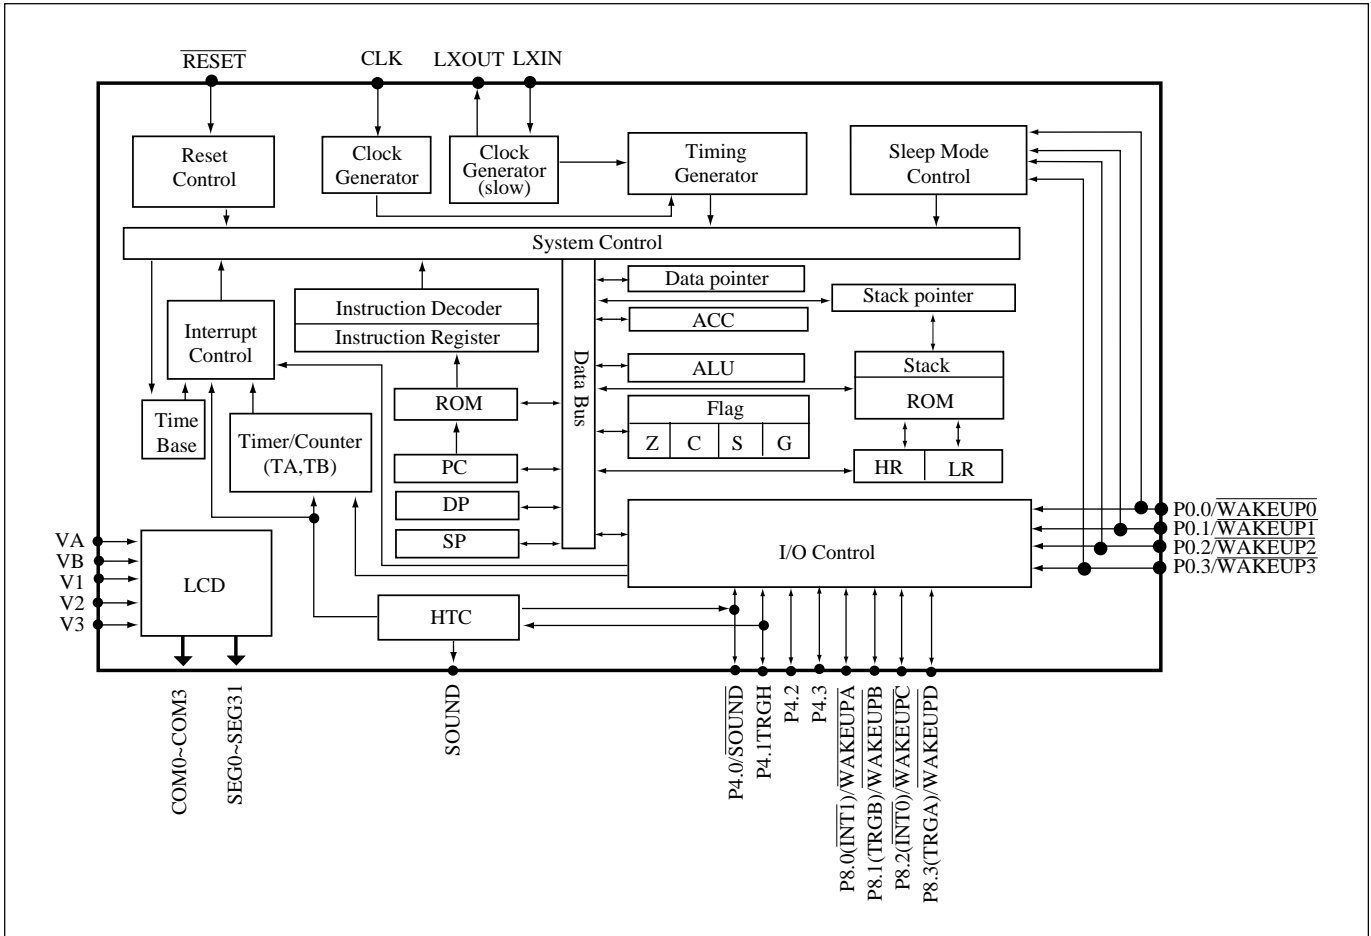 RESET
CLK
LXOUT
LXIN
Reset
Control
Clock
Generator
Clock
Generator
(slow)
Timing
Generator
Sleep Mode
Control
System Control
Data pointer
Stack pointer
ACC
Instruction Decoder
Instruction Register
Interrupt
Control
Data Bus
ALU
Stack
ROM
ROM
Flag
Z
C
S
G
Time
Base
Timer/Counter
(TA,TB)
PC
HR
LR
DP
SP
I/O Control
P0.0/WAKEUP0
P0.1/WAKEUP1
P0.2/WAKEUP2
P0.3/WAKEUP3
VA
VB
V1
V2
V3
LCD
HTC
COM0~COM3
SEG0~SEG31
SOUND
P4.0/SOUND
P4.1TRGH
P4.2
P4.3
P8.0(INT1)/WAKEUPA
P8.1(TRGB)/WAKEUPB
P8.2(INT0)/WAKEUPC
P8.3(TRGA)/WAKEUPD